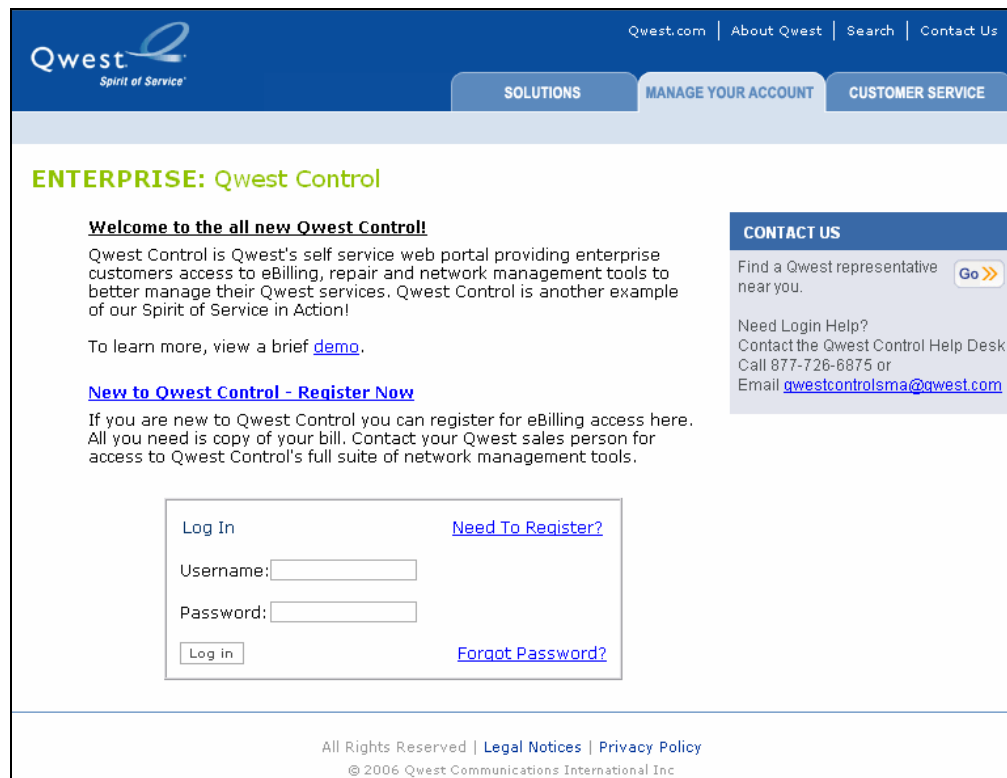 Qwest
Spirit of Service
Qwest.com | About Qwest | Search | Contact Us
SOLUTIONS
MANAGE YOUR ACCOUNT
CUSTOMER SERVICE
ENTERPRISE: Qwest Control
Welcome to the all new Qwest Control!
Qwest Control is Qwest's self service web portal providing enterprise
customers access to eBilling, repair and network management tools to
better manage their Qwest services. Qwest Control is another example
of our Spirit of Service in Action!
To learn more, view a brief demo.
New to Qwest Control - Register Now
If you are new to Qwest Control you can register for eBilling access here.
All you need is copy of your bill. Contact your Qwest sales person for
access to Qwest Control's full suite of network management tools.
Log In
Need To Register?
Username:
Password:
Log in
Forgot Password?
CONTACT US
Find a Qwest representative
near you.
Go
Need Login Help?
Contact the Qwest Control Help Desk
Call 877-726-6875 or
Email qwestcontrolsma@qwest.com
All Rights Reserved | Legal Notices | Privacy Policy
© 2006 Qwest Communications International Inc